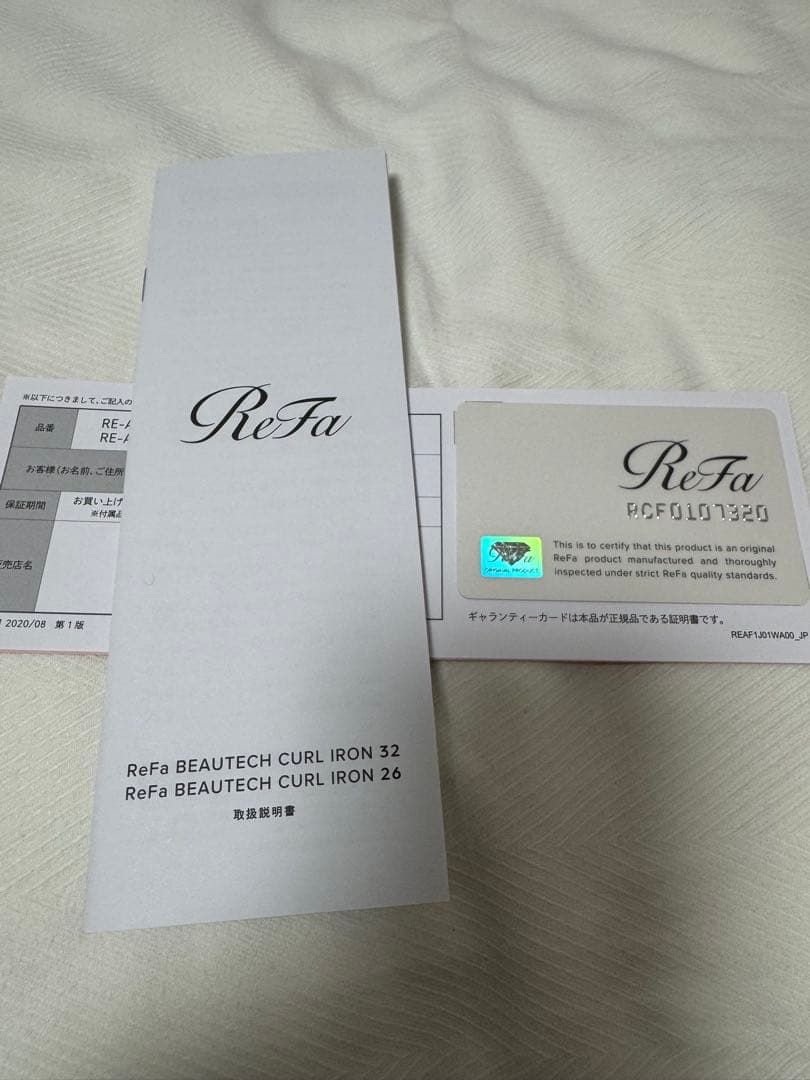 ReFa
ReFa BEAUTECH CURL IRON 32
ReFa BEAUTECH CURL IRON 26
取扱説明書
※以下につきまして、ご記入の
品番
RE-A
RE-A
お客様(お名前、ご住所
保証期間
お買い上げ
※付属品
売店名
2020/08 第1版
ReFa
RCF0107320
This is to certify that this product is an original
ReFa product manufactured and thoroughly
inspected under strict ReFa quality standards.
ReFa
ORIGINAL PRODUCT
ギャランティーカードは本品が正規品である証明書です。
REAF1J01WA00_JP